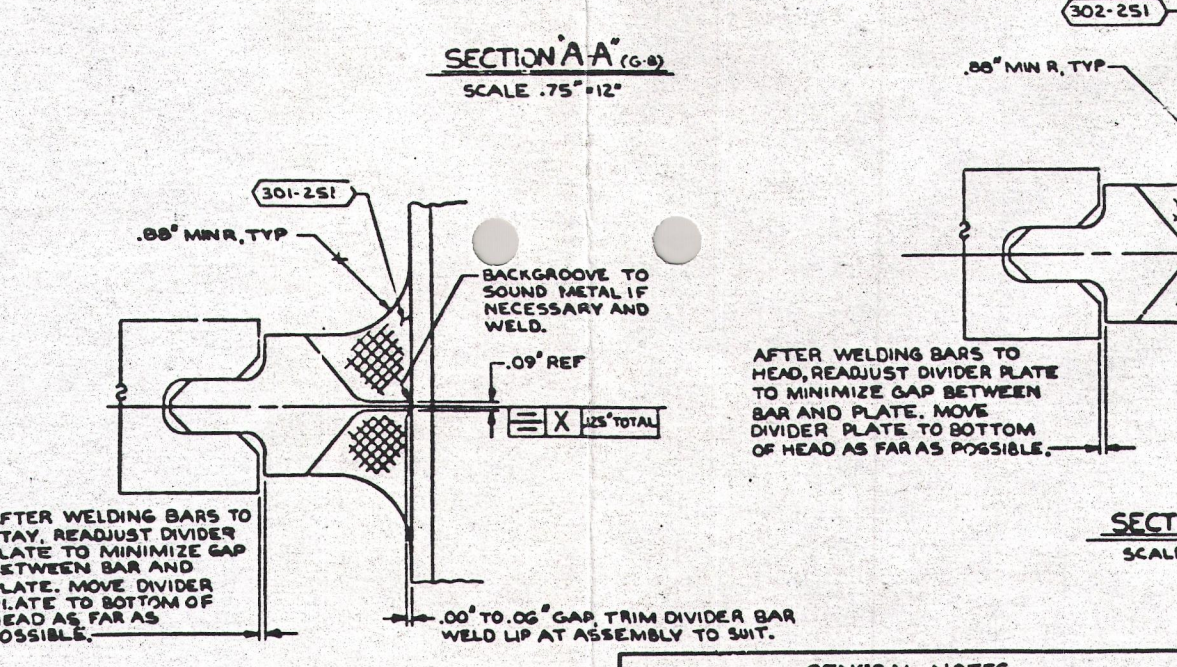 302-251
SECTION "A-A" (G-8)
SCALE .75"=12"
.88" MIN R, TYP
301-251
.88" MIN R, TYP
BACKGROOVE TO
SOUND METAL IF
NECESSARY AND
WELD.
.09" REF
X .125" TOTAL
AFTER WELDING BARS TO
HEAD, READJUST DIVIDER PLATE
TO MINIMIZE GAP BETWEEN
BAR AND PLATE. MOVE
DIVIDER PLATE TO BOTTOM
OF HEAD AS FAR AS POSSIBLE.
FTER WELDING BARS TO
TAY, READJUST DIVIDER
LATE TO MINIMIZE GAP
ETWEEN BAR AND
LATE. MOVE DIVIDER
LATE TO BOTTOM OF
EAD AS FAR AS
OSSIBLE.
SECT
SCALE
.00" TO .06" GAP, TRIM DIVIDER BAR
WELD UP AT ASSEMBLY TO SUIT.